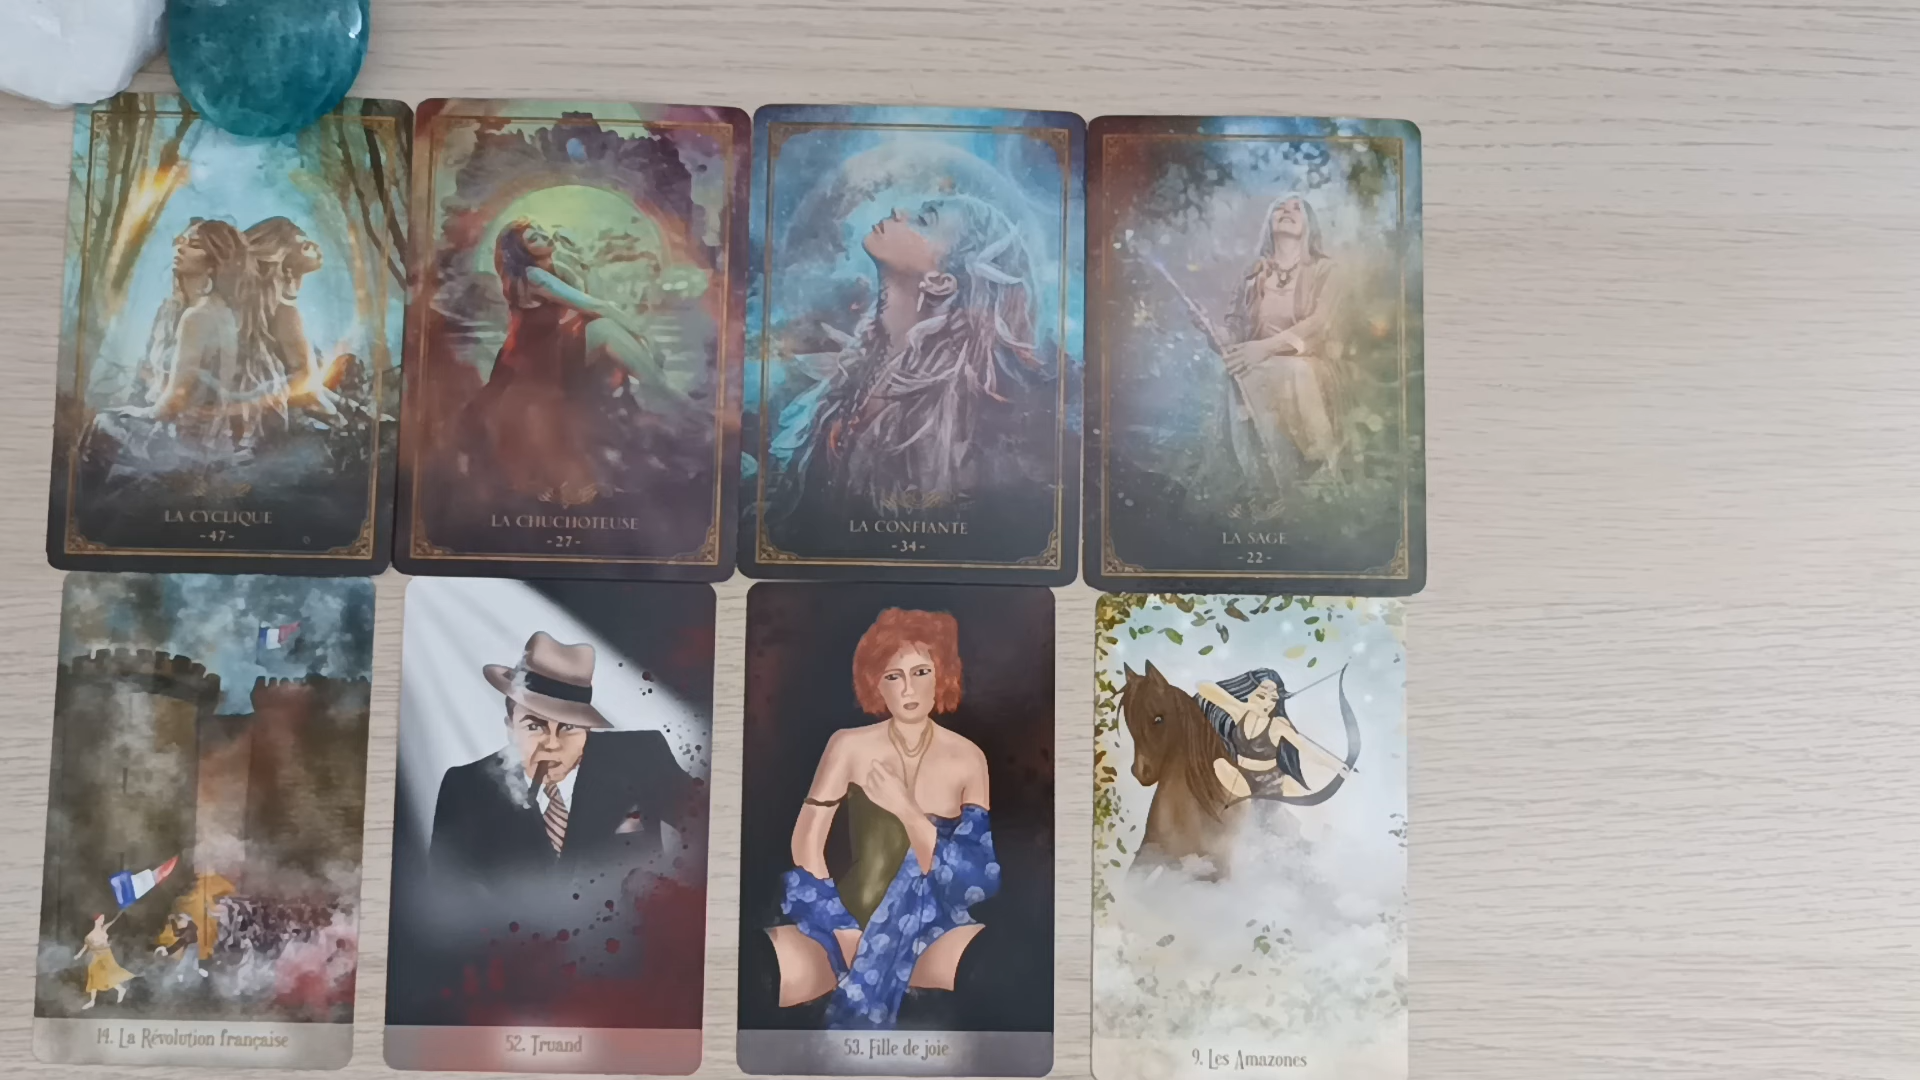 LA CYCLIQUE
-47-
LA CHUCHOTEUSE
-27-
LA CONFIANTE
-34-
LA SAGE
-22-
14. La Révolution française
52. Truand
53. Fille de joie
9. Les Amazones